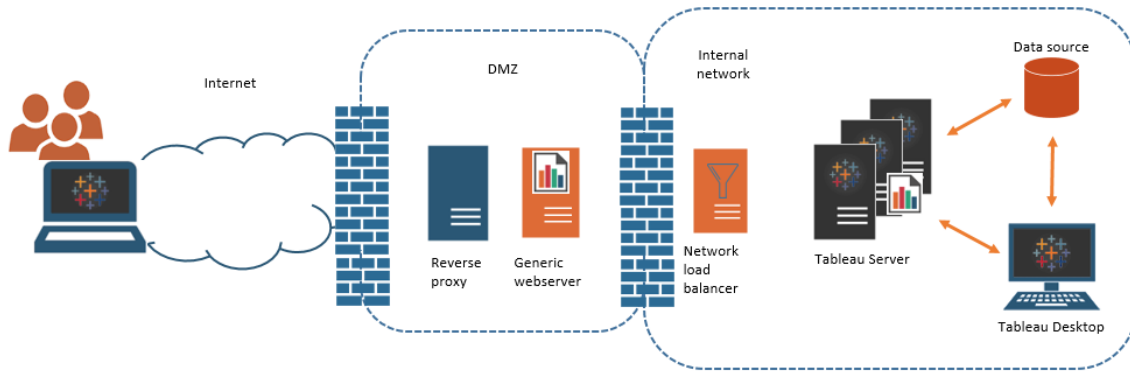 Internet
DMZ
Internal
network
Data source
Reverse
proxy
Generic
webserver
Network
load
balancer
Tableau Server
Tableau Desktop